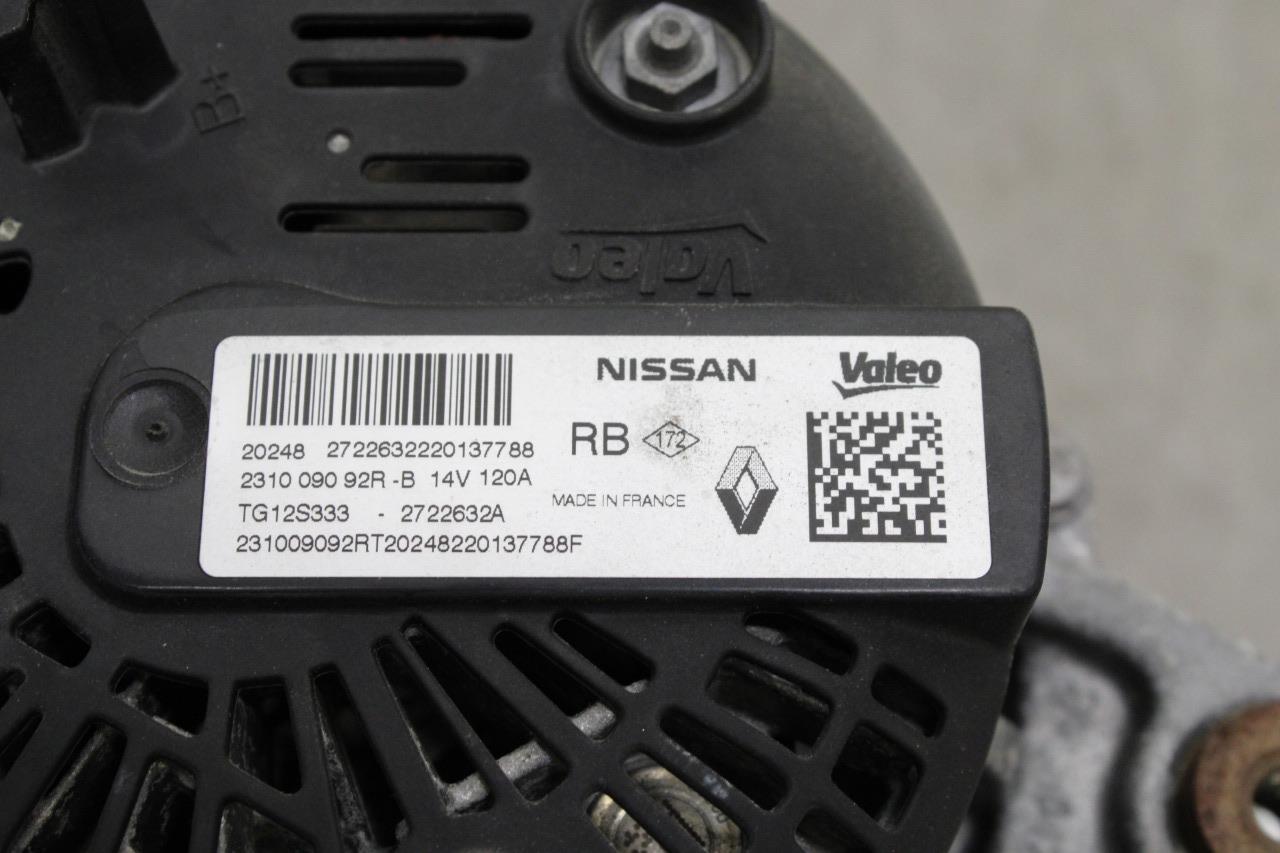 B+
Valeo
NISSAN Valeo
RB 172
20248 2722632220137788
2310 090 92R -B 14V 120A
MADE IN FRANCE
TG12S333 - 2722632A
231009092RT20248220137788F